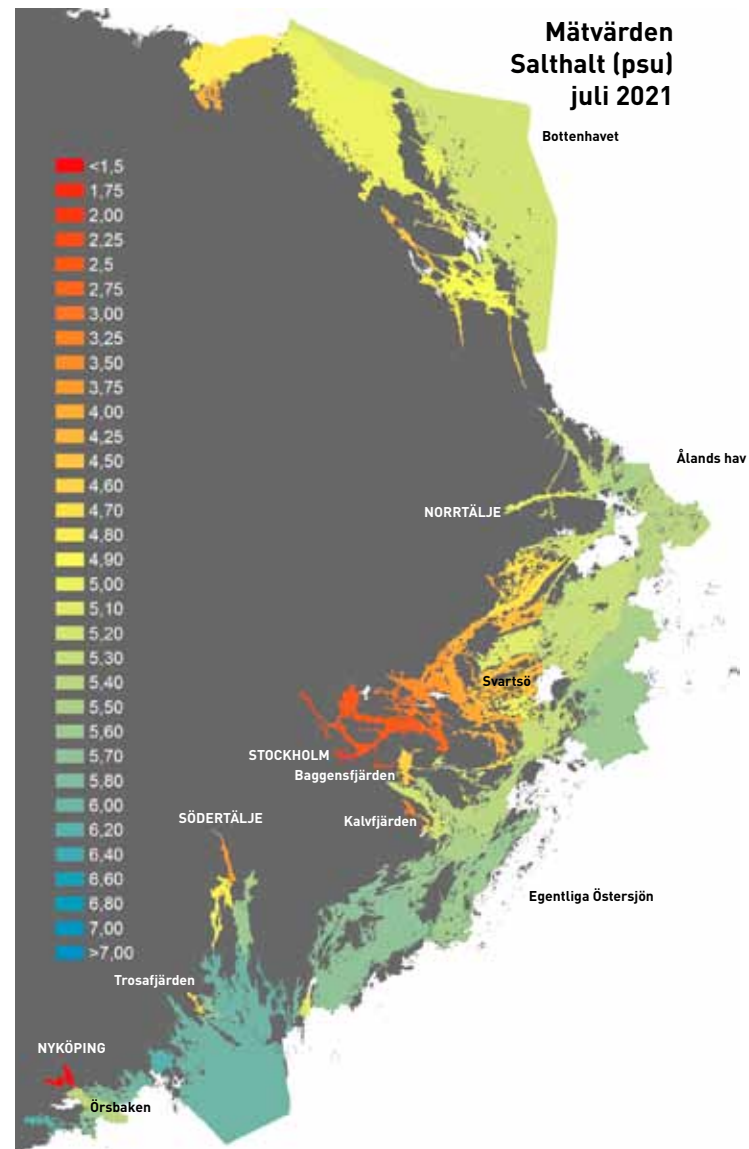 Mätvärden
Salthalt (psu)
juli 2021
Bottenhavet
<1,5
1,75
2,00
2,25
2,5
2,75
3,00
3,25
3,50
3,75
4,00
4,25
4,50
4,60
4,70
4,80
4,90
5,00
5,10
5,20
5,30
5,40
5,50
5,60
5,70
5,80
6,00
6,20
6,40
6,60
6,80
7,00
>7,00
Ålands hav
NORRTÄLJE
Svartsö
STOCKHOLM
Baggensfjärden
SÖDERTÄLJE
Kalvfjärden
Egentliga Östersjön
Trosafjärden
NYKÖPING
Örsbaken